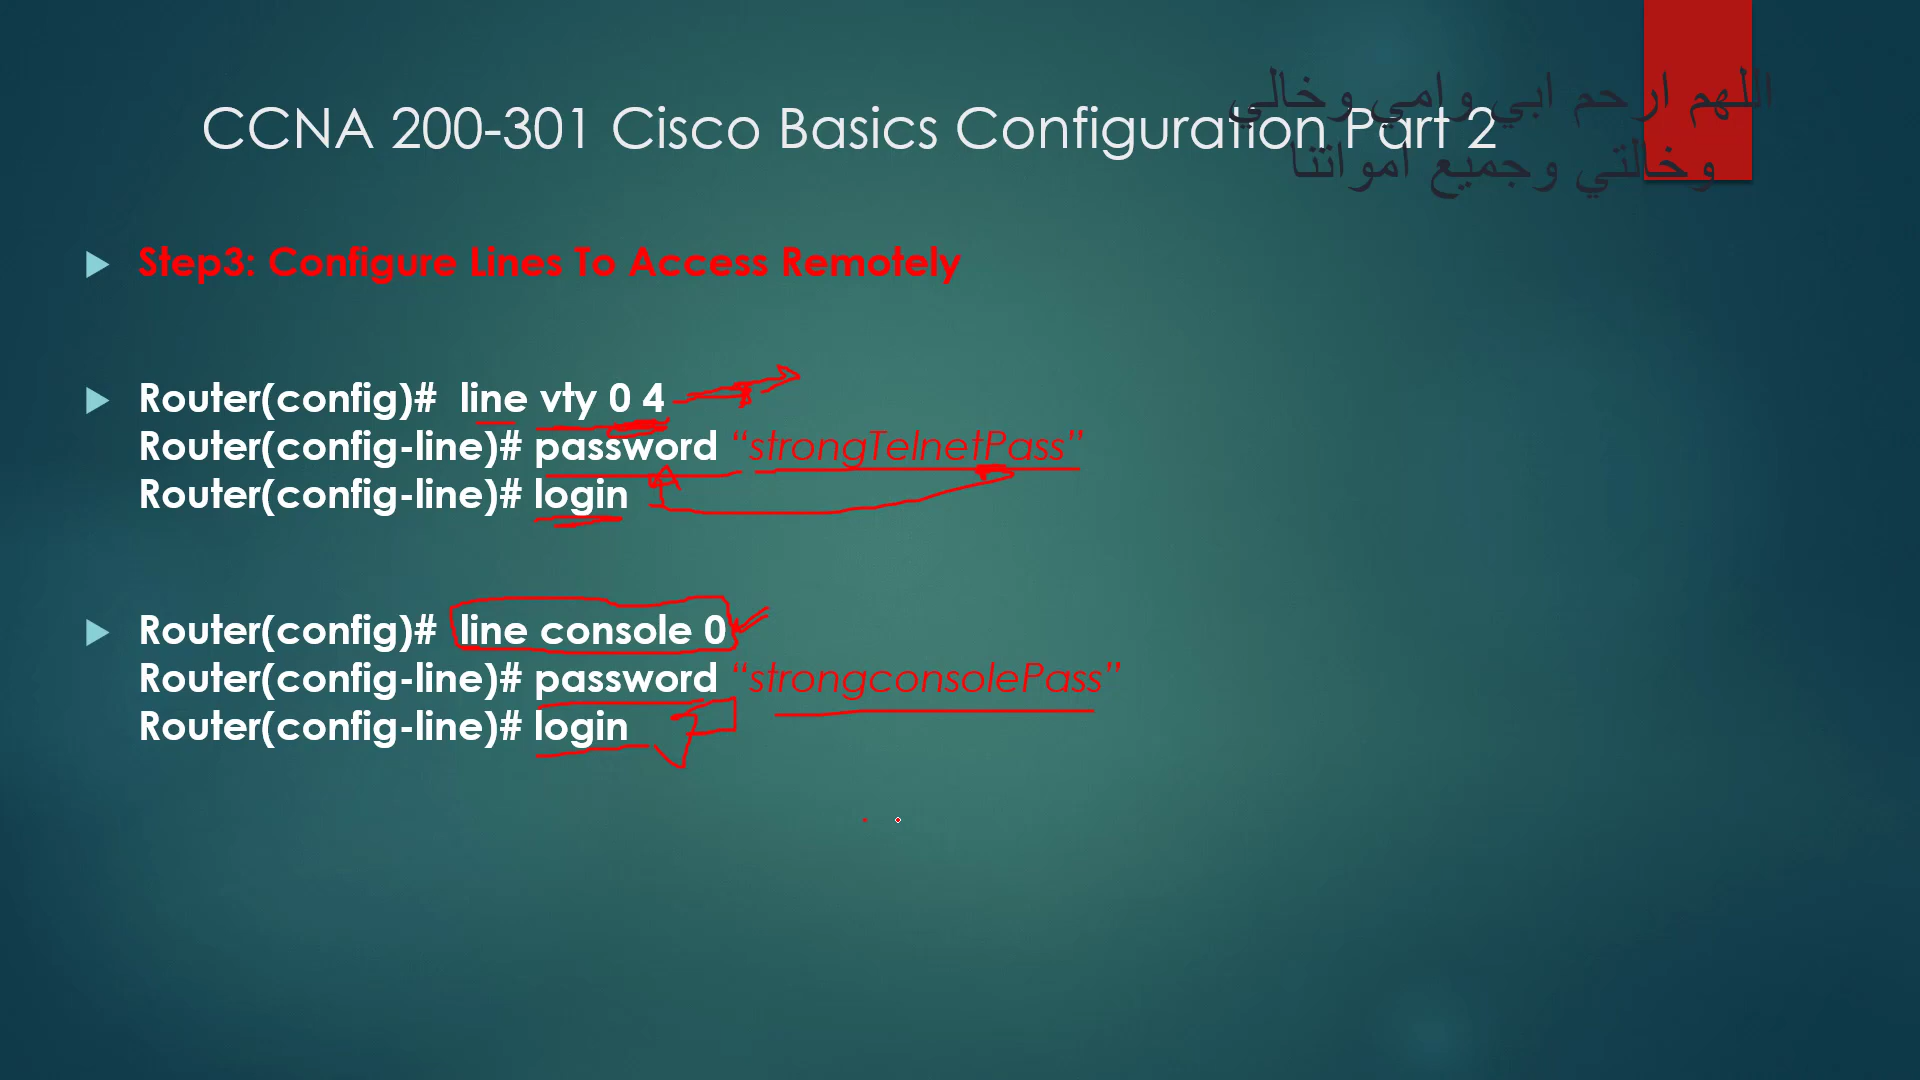 اللهم ارحم ابي وامي وخالي
وخالتي وجميع امواتنا
CCNA 200-301 Cisco Basics Configuration Part 2
Step3: Configure Lines To Access Remotely
Router(config)# line vty 0 4
Router(config-line)# password “strongTelnetPass”
Router(config-line)# login
Router(config)# line console 0
Router(config-line)# password “strongconsolePass”
Router(config-line)# login